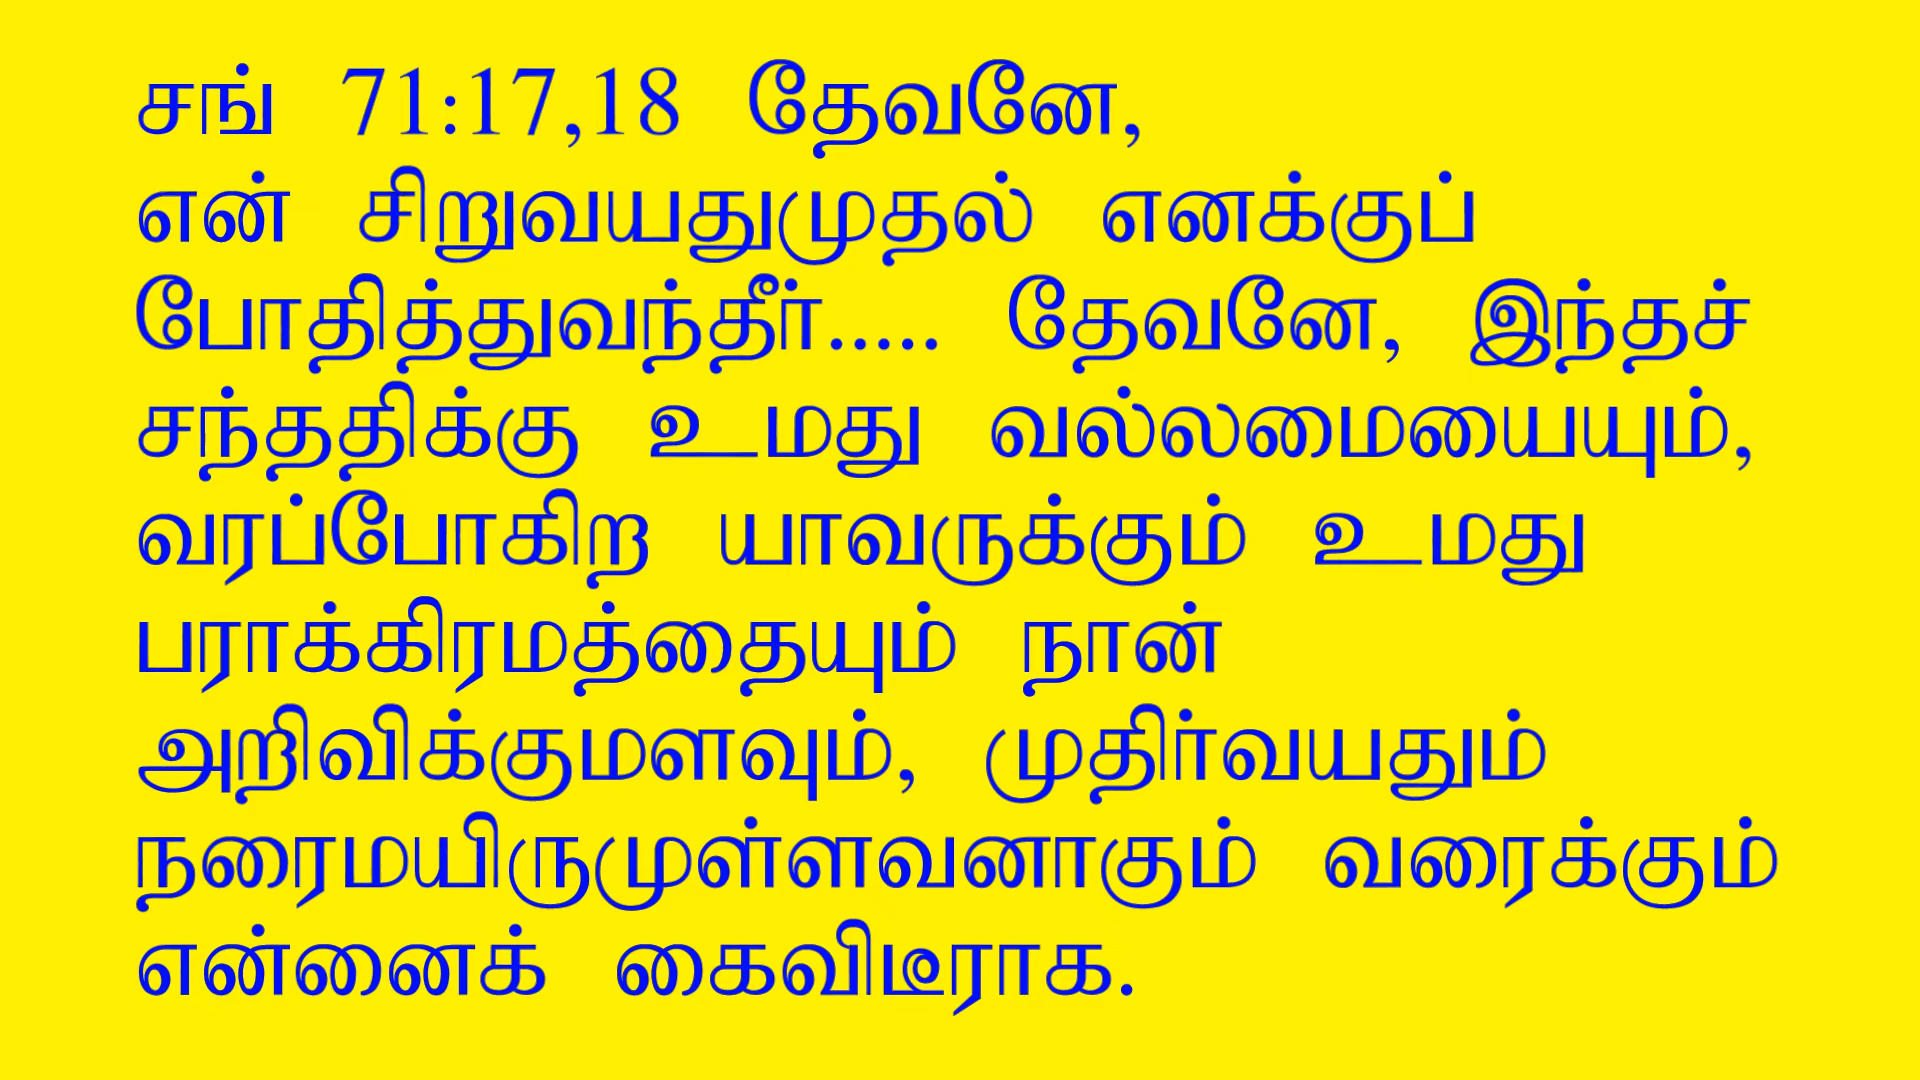 சங் 71:17,18 தேவனே,
என் சிறுவயதுமுதல் எனக்குப்
போதித்துவந்தீர்..... தேவனே, இந்தச்
சந்ததிக்கு உமது வல்லமையையும்,
வரப்போகிற யாவருக்கும் உமது
பராக்கிரமத்தையும் நான்
அறிவிக்குமளவும், முதிர்வயதும்
நரைமயிருமுள்ளவனாகும் வரைக்கும்
என்னைக் கைவிடீராக.